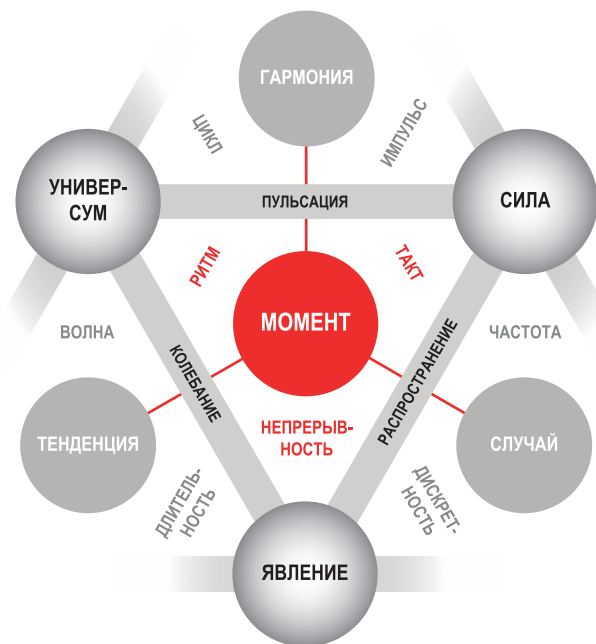 ГАРМОНИЯ
ЦИКЛ
ИМПУЛЬС
УНИВЕР-
СУМ
ПУЛЬСАЦИЯ
СИЛА
РИТМ
ТАКТ
МОМЕНТ
ВОЛНА
ЧАСТОТА
КОЛЕБАНИЕ
РАСПРОСТРАНЕНИЕ
ТЕНДЕНЦИЯ
НЕПРЕРЫВ-
НОСТЬ
СЛУЧАЙ
ДЛИТЕЛЬ-
НОСТЬ
ДИСКРЕТ-
НОСТЬ
ЯВЛЕНИЕ